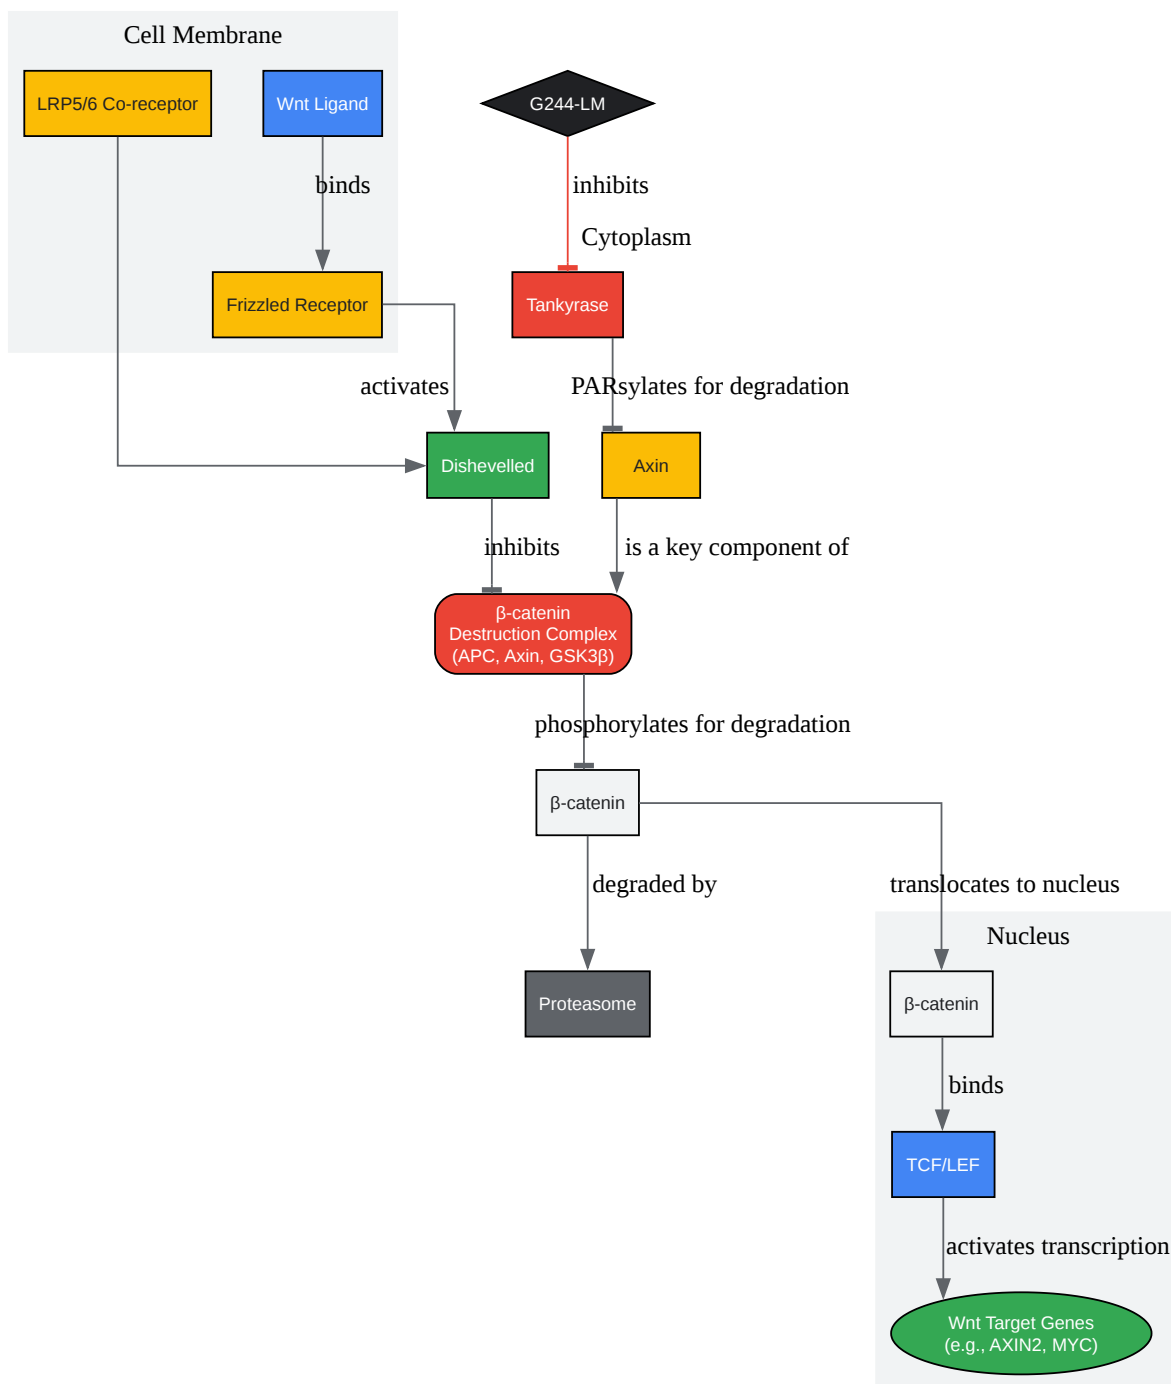 Cell Membrane
LRP5/6 Co-receptor
Wnt Ligand
G244-LM
binds
inhibits
Cytoplasm
Frizzled Receptor
Tankyrase
activates
PARsylates for degradation
Dishevelled
Axin
inhibits
is a key component of
β-catenin
Destruction Complex
(APC, Axin, GSK3β)
phosphorylates for degradation
β-catenin
degraded by
translocates to nucleus
Nucleus
Proteasome
β-catenin
binds
TCF/LEF
activates transcription
Wnt Target Genes
(e.g., AXIN2, MYC)